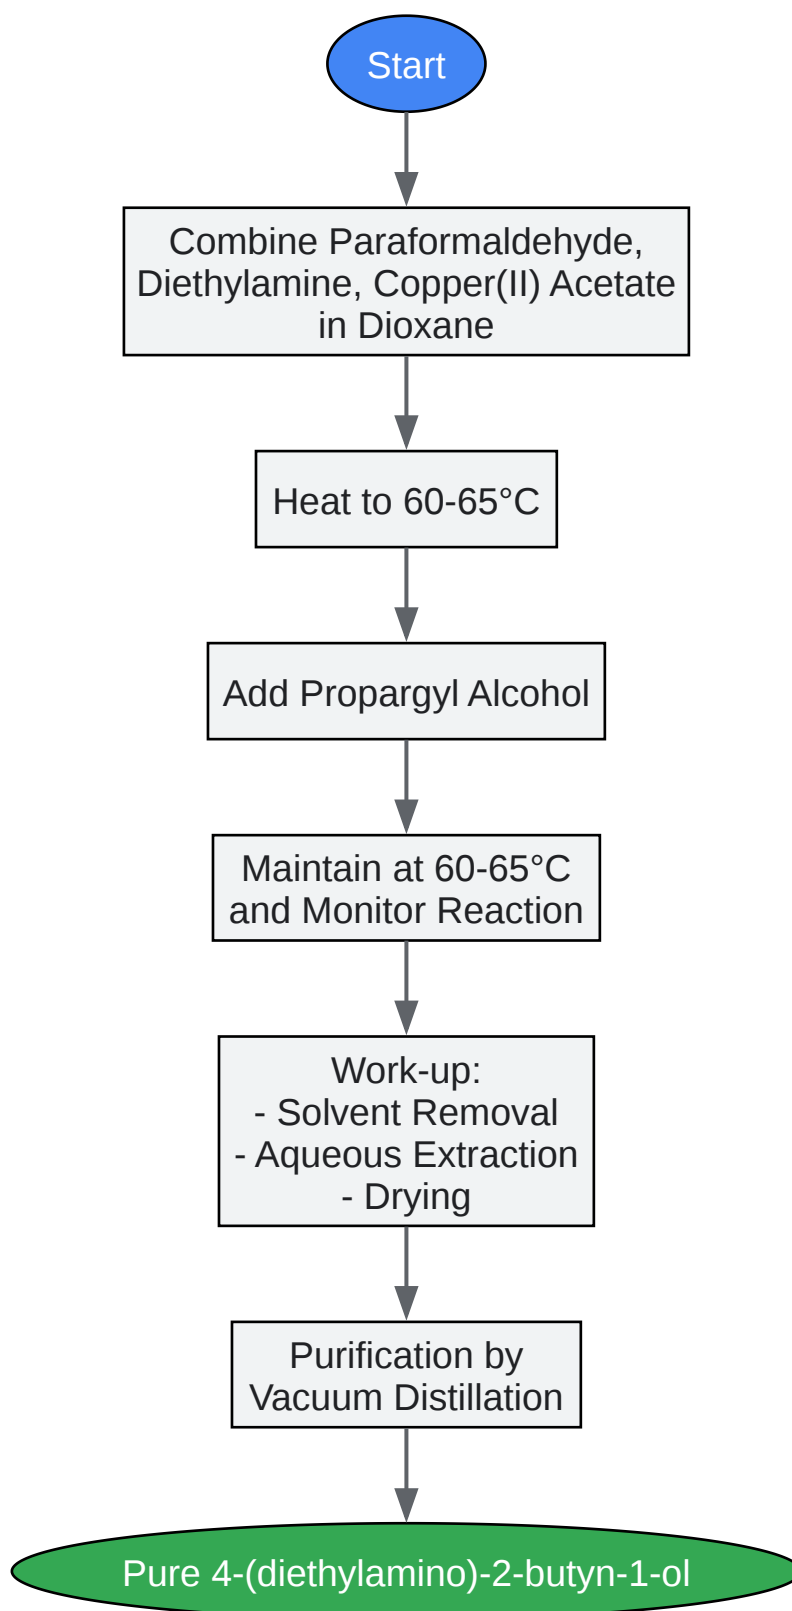 Start
Combine Paraformaldehyde,
Diethylamine, Copper(II) Acetate
in Dioxane
Heat to 60-65°C
Add Propargyl Alcohol
Maintain at 60-65°C
and Monitor Reaction
Work-up:
- Solvent Removal
- Aqueous Extraction
- Drying
Purification by
Vacuum Distillation
Pure 4-(diethylamino)-2-butyn-1-ol